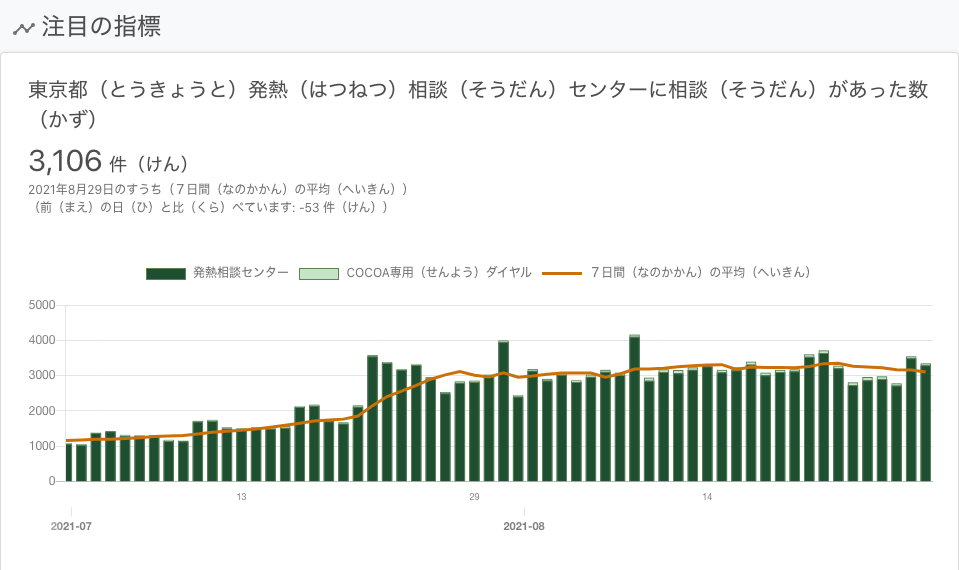 注目の指標
東京都（とうきょうと）発熱（はつねつ）相談（そうだん）センターに相談（そうだん）があった数
（かず）
3,106 件（けん）
2021年8月29日のすうち（７日間（なのかかん）の平均（へいきん））
（前（まえ）の日（ひ）と比（くら）べています: -53 件（けん））
発熱相談センター COCOA専用（せんよう）ダイヤル ７日間（なのかかん）の平均（へいきん）
5000
4000
3000
2000
1000
0
13 29 14
2021-07 2021-08